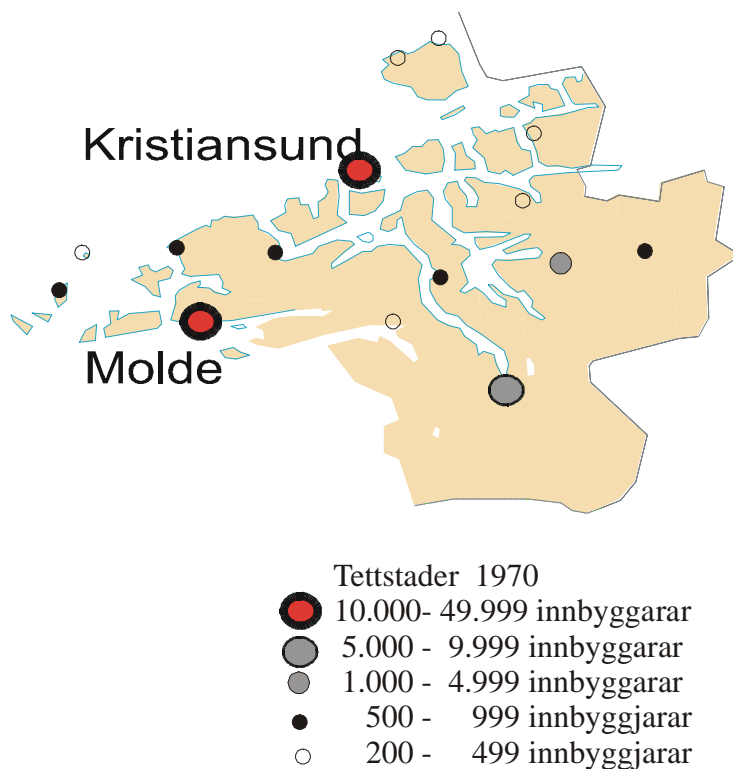 Kristiansund
Molde
Tettstader 1970
10.000- 49.999 innbyggarar
5.000 - 9.999 innbyggarar
1.000 - 4.999 innbyggarar
500 - 999 innbyggjarar
200 - 499 innbyggjarar